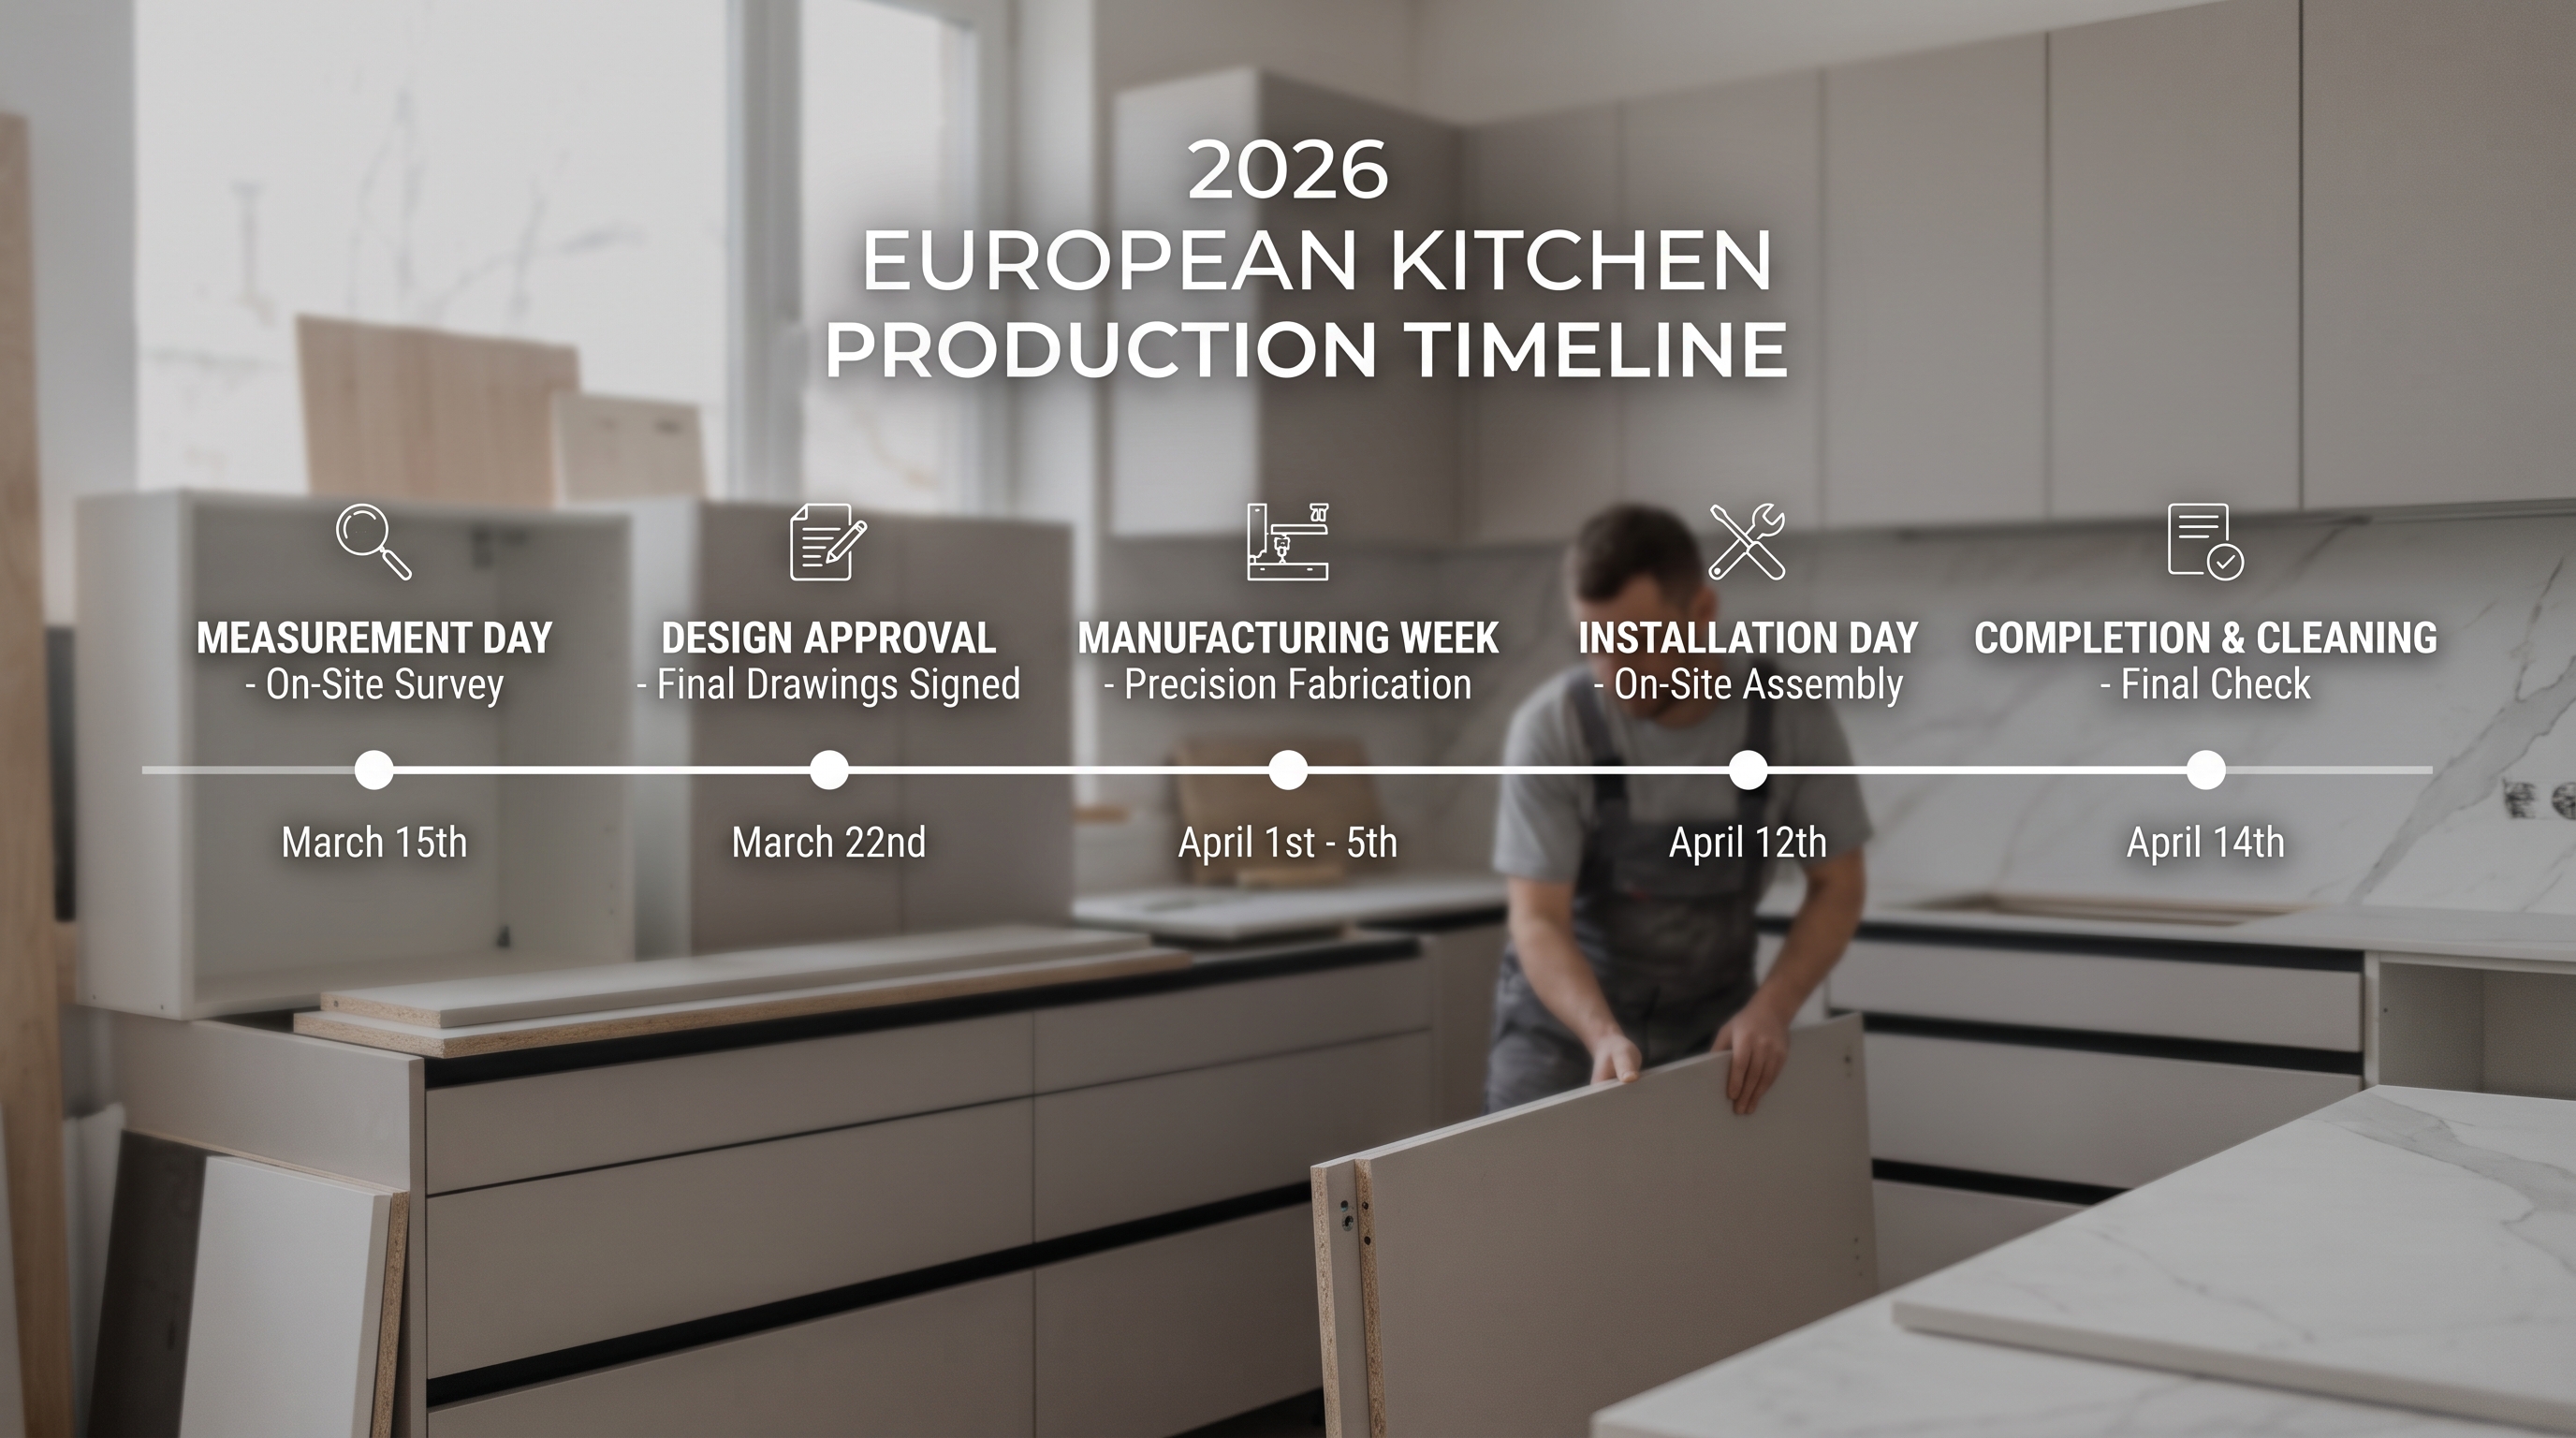 2026
EUROPEAN KITCHEN
PRODUCTION TIMELINE
MEASUREMENT DAY
- On-Site Survey
March 15th
DESIGN APPROVAL
- Final Drawings Signed
March 22nd
MANUFACTURING WEEK
- Precision Fabrication
April 1st - 5th
INSTALLATION DAY
- On-Site Assembly
April 12th
COMPLETION & CLEANING
- Final Check
April 14th